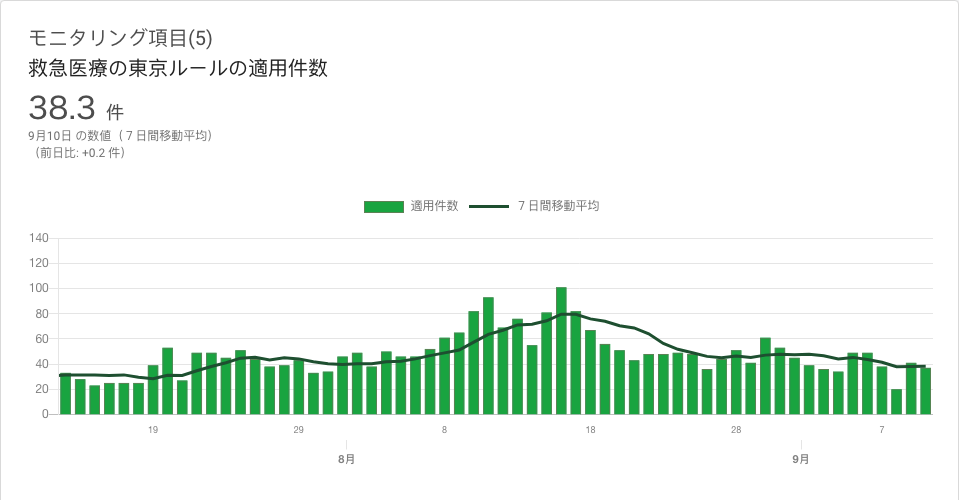 モニタリング項目(5)
救急医療の東京ルールの適用件数
38.3 件
9月10日 の数値（７日間移動平均）
（前日比: +0.2 件）
適用件数 ７日間移動平均
140
120
100
80
60
40
20
0
19 29 8 18 28 7
8月 9月